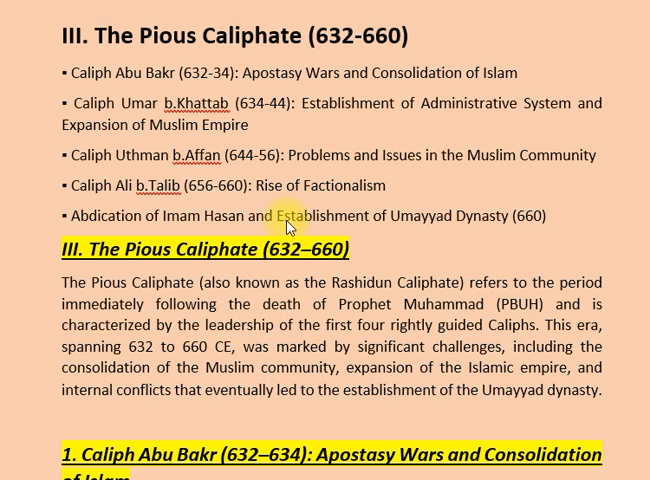 III. The Pious Caliphate (632-660)
▪ Caliph Abu Bakr (632-34): Apostasy Wars and Consolidation of Islam
▪ Caliph Umar b.Khattab (634-44): Establishment of Administrative System and
Expansion of Muslim Empire
▪ Caliph Uthman b.Affan (644-56): Problems and Issues in the Muslim Community
▪ Caliph Ali b.Talib (656-660): Rise of Factionalism
▪ Abdication of Imam Hasan and Establishment of Umayyad Dynasty (660)
III. The Pious Caliphate (632–660)
The Pious Caliphate (also known as the Rashidun Caliphate) refers to the period
immediately following the death of Prophet Muhammad (PBUH) and is
characterized by the leadership of the first four rightly guided Caliphs. This era,
spanning 632 to 660 CE, was marked by significant challenges, including the
consolidation of the Muslim community, expansion of the Islamic empire, and
internal conflicts that eventually led to the establishment of the Umayyad dynasty.
1. Caliph Abu Bakr (632–634): Apostasy Wars and Consolidation
of Islam